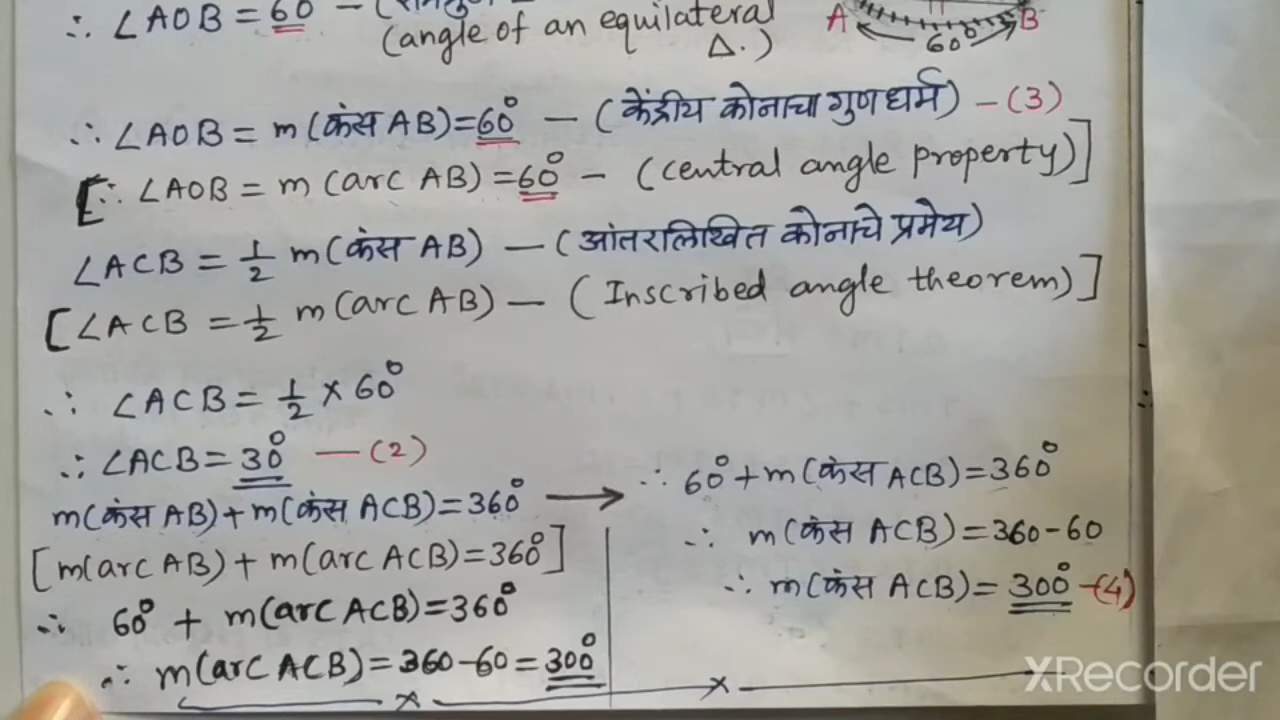 ∴ ∠AOB = 60 – (
(angle of an equilateral
Δ.)
A B
60°
∴ ∠AOB = m(कंस AB)=60° – (केंद्रीय कोनाचा गुणधर्म) – (3)
[∴ ∠AOB = m (arc AB) = 60° – (central angle property)]
∠ACB = 1/2 m(कंस AB) – (आंतरलिखित कोनाचे प्रमेय)
[∠ACB = 1/2 m(arc AB) – (Inscribed angle theorem)]
∴ ∠ACB = 1/2 × 60°
∴ ∠ACB = 30° – (2)
m(कंस AB)+m(कंस ACB)=360° →
[m(arc AB) + m(arc ACB)=360°]
∴ 60° + m(arc ACB)=360°
∴ m(arc ACB)=360-60=300°
∴ 60°+m(कंस ACB)=360°
∴ m(कंस ACB)=360-60
∴ m(कंस ACB)=300° –(4)
XRecorder